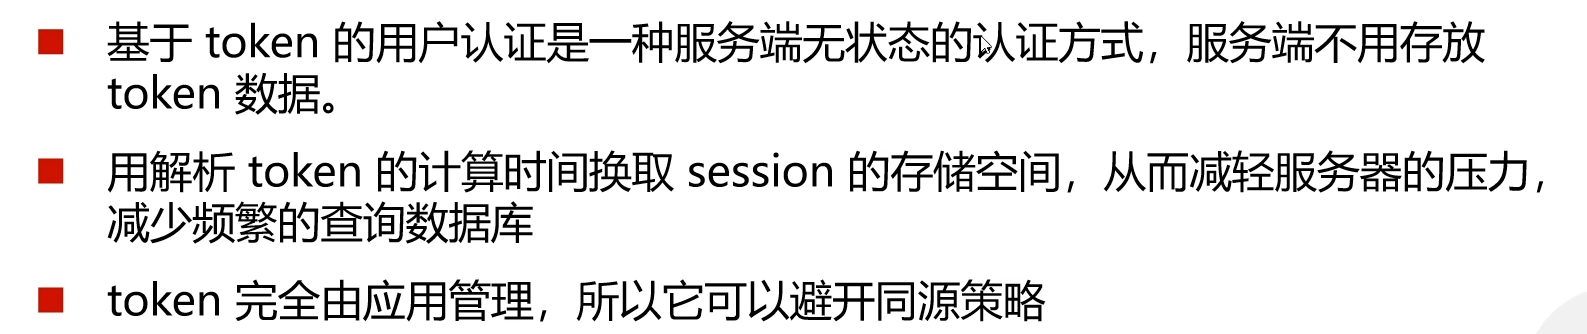 基于 token 的用户认证是一种服务端无状态的认证方式，服务端不用存放
token 数据。
用解析 token 的计算时间换取 session 的存储空间，从而减轻服务器的压力，
减少频繁的查询数据库
token 完全由应用管理，所以它可以避开同源策略